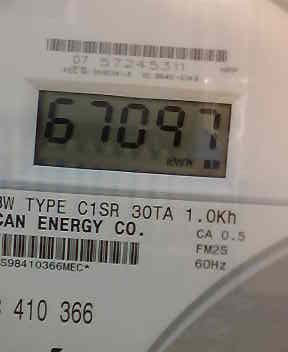 07 57245311
67097
kWh
W TYPE C1SR 30TA 1.0Kh
CAN ENERGY CO.
CA 0.5
FM2S
60Hz
S98410366MEC*
410 366